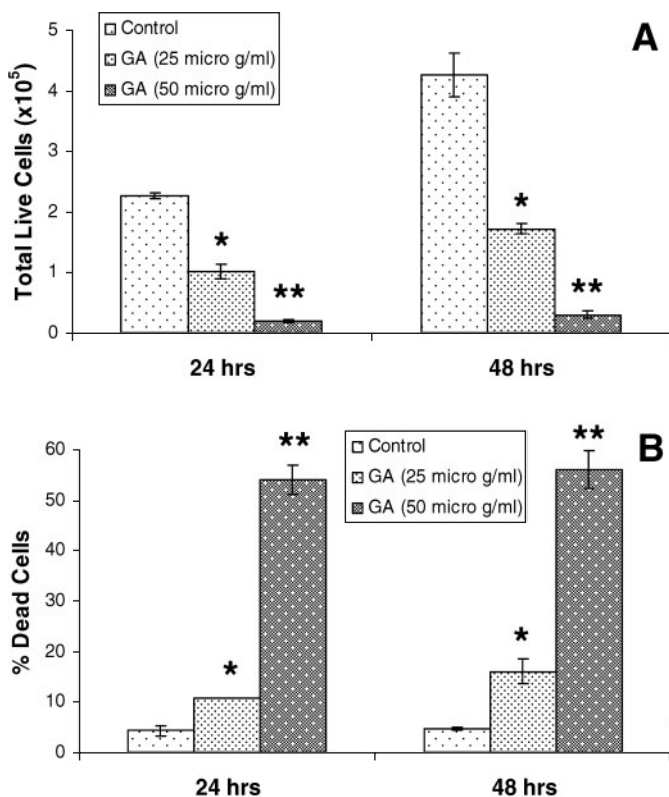 A
Control
GA (25 micro g/ml)
GA (50 micro g/ml)
Total Live Cells (x10⁵)
5
4
3
2
1
0
*
**
*
**
24 hrs
48 hrs
B
Control
GA (25 micro g/ml)
GA (50 micro g/ml)
% Dead Cells
60
50
40
30
20
10
0
*
**
*
**
24 hrs
48 hrs